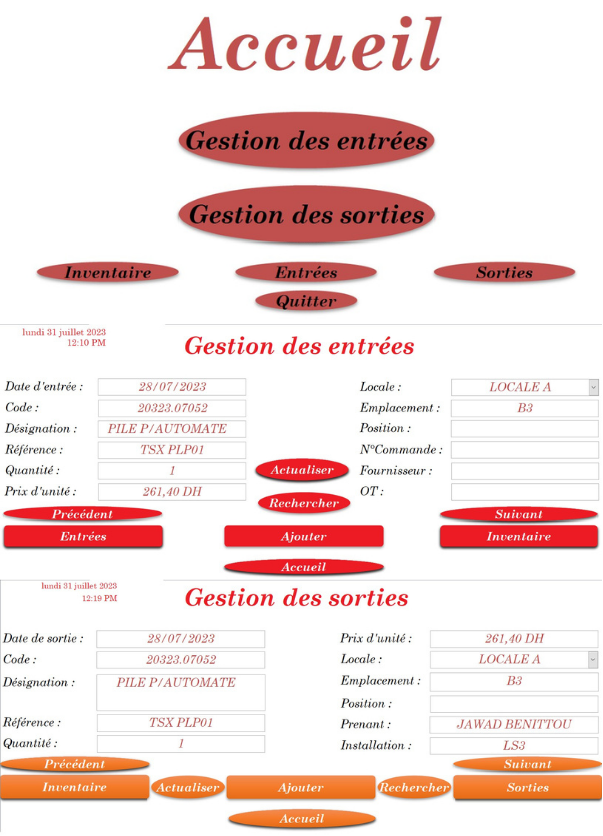 Accueil
Gestion des entrées
Gestion des sorties
Inventaire Entrées Sorties
Quitter
lundi 31 juillet 2023
12:10 PM
Gestion des entrées
Date d'entrée : 28/07/2023 Locale : LOCALE A
Code : 20323.07052 Emplacement : B3
Désignation : PILE P/AUTOMATE Position :
Référence : TSX PLP01 N°Commande :
Quantité : 1 Actualiser Fournisseur :
Prix d'unité : 261,40 DH OT :
Rechercher
Précédent Suivant
Entrées Ajouter Inventaire
Accueil
lundi 31 juillet 2023
12:19 PM
Gestion des sorties
Date de sortie : 28/07/2023 Prix d'unité : 261,40 DH
Code : 20323.07052 Locale : LOCALE A
Désignation : PILE P/AUTOMATE Emplacement : B3
Position :
Référence : TSX PLP01 Prenant : JAWAD BENITTOU
Quantité : 1 Installation : LS3
Précédent Suivant
Inventaire Actualiser Ajouter Rechercher Sorties
Accueil